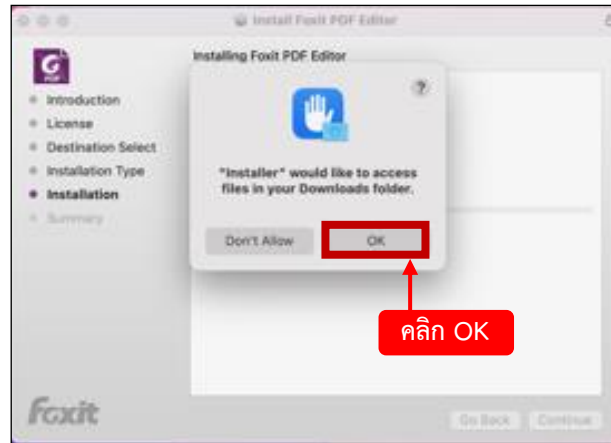 Install Foxit PDF Editor
Installing Foxit PDF Editor
G
PDF
Introduction
License
Destination Select
Installation Type
Installation
Summary
?
"Installer" would like to access
files in your Downloads folder.
Don't Allow
OK
คลิก OK
foxit
Go Back
Continue